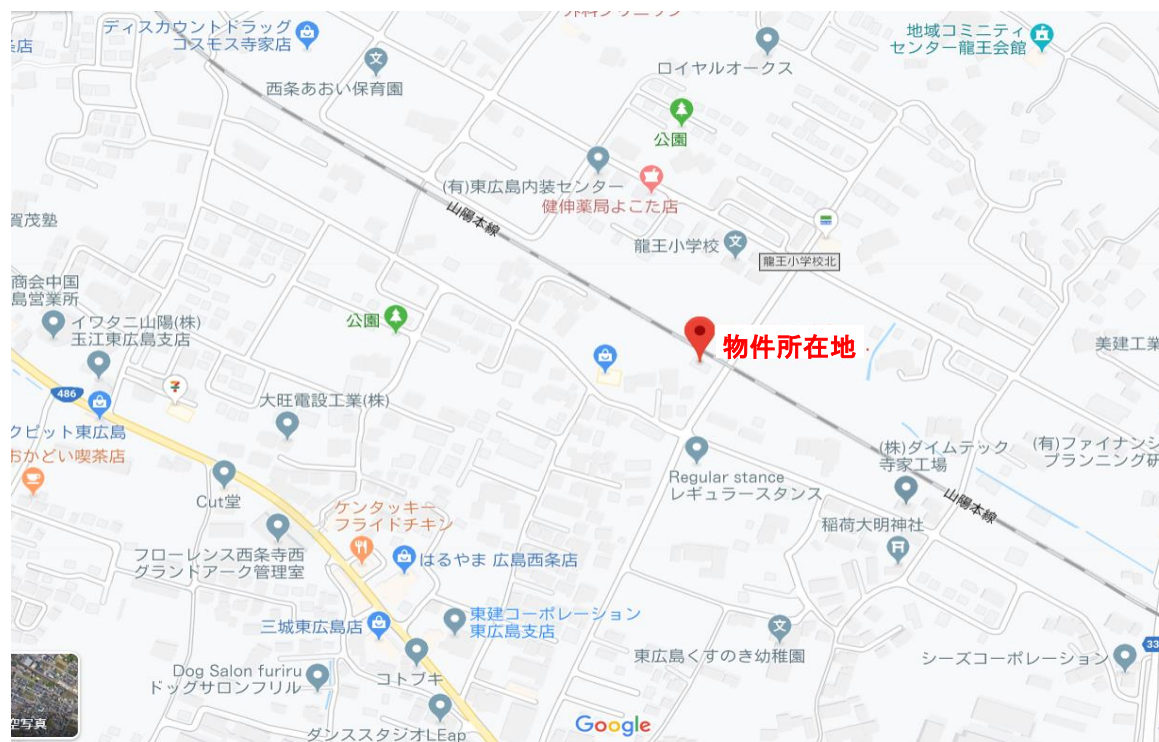 ディスカウントドラッグ
コスモス寺家店
店
外科クリニック
地域コミニティ
センター龍王会館
西条あおい保育園
ロイヤルオークス
公園
(有)東広島内装センター
健伸薬局よこた店
山陽本線
賀茂塾
龍王小学校
龍王小学校北
商会中国
島営業所
イワタニ山陽(株)
玉江東広島支店
公園
物件所在地
美建工業
486
大旺電設工業(株)
クビット東広島
おかどい喫茶店
Cut堂
(株)ダイムテック
寺家工場
(有)ファイナンシ
プランニング研
Regular stance
レギュラースタンス
山陽本線
ケンタッキー
フライドチキン
稲荷大明神社
フローレンス西条寺西
グランドアーク管理室
はるやま 広島西条店
三城東広島店
東建コーポレーション
東広島支店
東広島くすのき幼稚園
33
シーズコーポレーション
Dog Salon furiru
ドッグサロンフリル
コトブキ
空写真
Google
ダンススタジオLEap